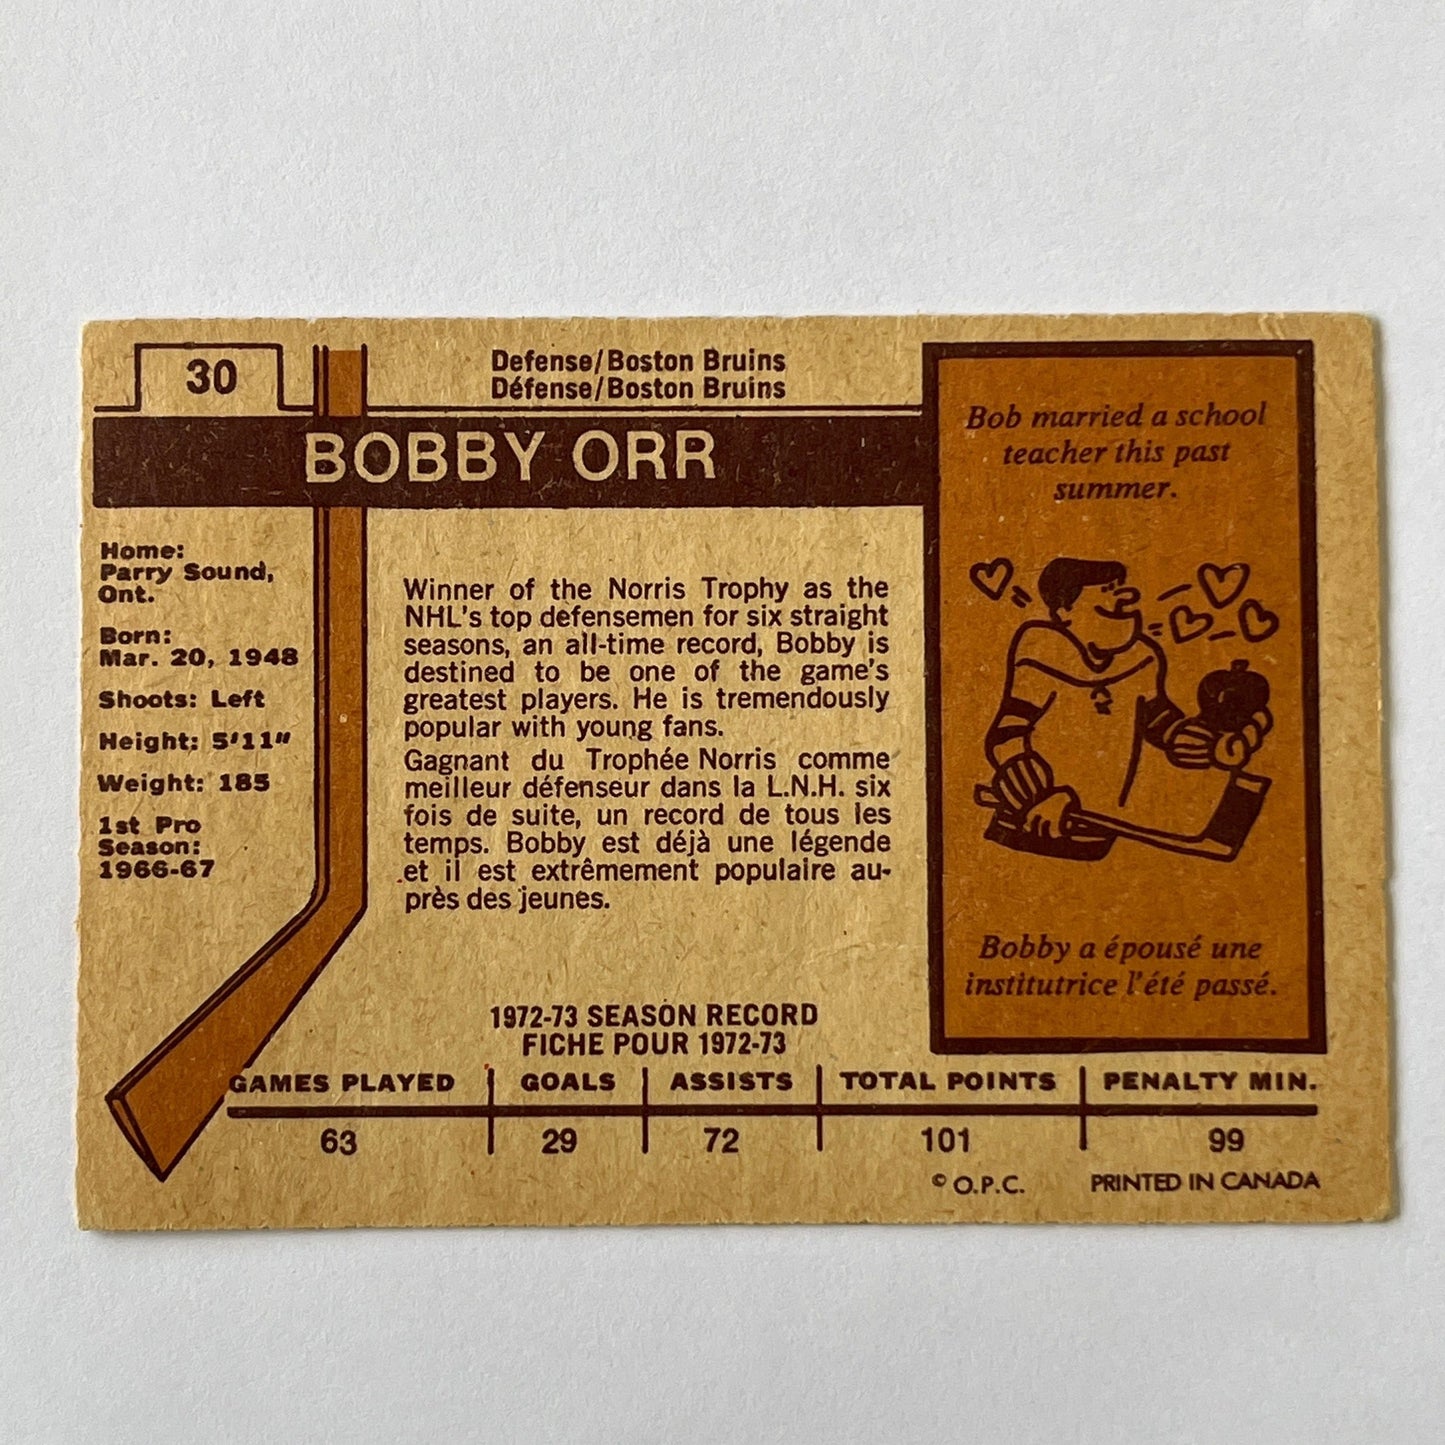 30
Defense/Boston Bruins
Défense/Boston Bruins
BOBBY ORR
Home:
Parry Sound,
Ont.
Born:
Mar. 20, 1948
Shoots: Left
Height: 5'11"
Weight: 185
1st Pro
Season:
1966-67
Winner of the Norris Trophy as the
NHL's top defensemen for six straight
seasons, an all-time record, Bobby is
destined to be one of the game's
greatest players. He is tremendously
popular with young fans.
Gagnant du Trophée Norris comme
meilleur défenseur dans la L.N.H. six
fois de suite, un record de tous les
temps. Bobby est déjà une légende
et il est extrêmement populaire au-
près des jeunes.
Bob married a school
teacher this past
summer.
Bobby a épousé une
institutrice l'été passé.
1972-73 SEASON RECORD
FICHE POUR 1972-73
GAMES PLAYED GOALS ASSISTS TOTAL POINTS PENALTY MIN.
63 29 72 101 99
© O.P.C. PRINTED IN CANADA